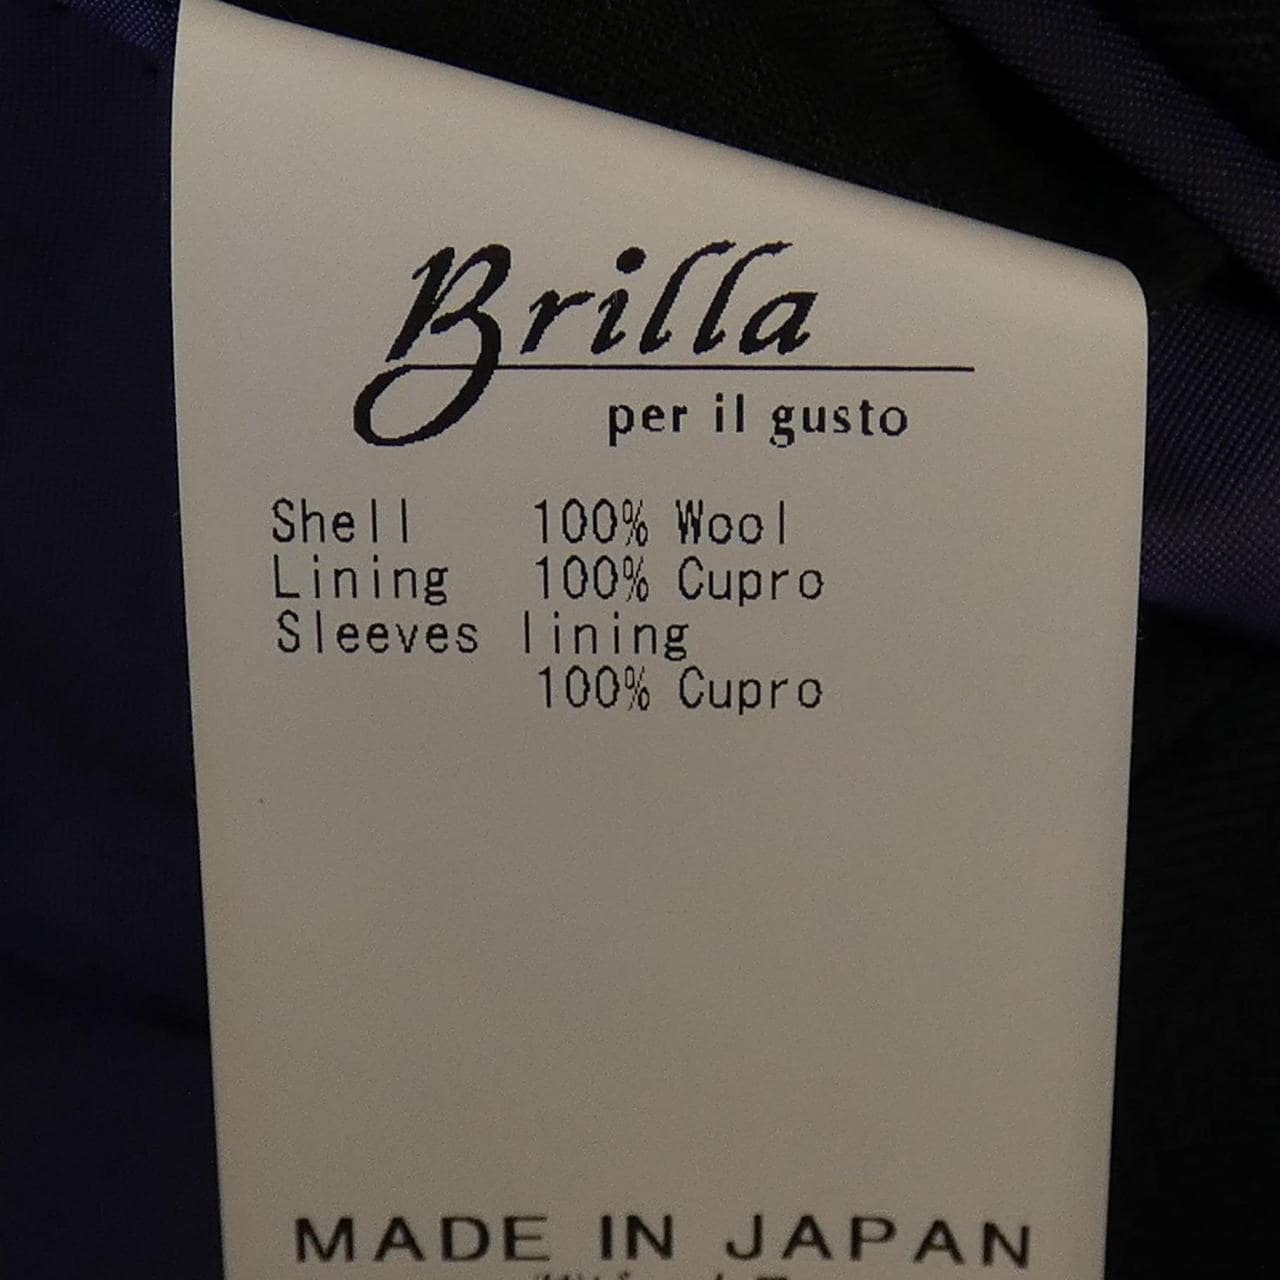 Brilla
per il gusto
Shell 100% Wool
Lining 100% Cupro
Sleeves lining
100% Cupro
MADE IN JAPAN